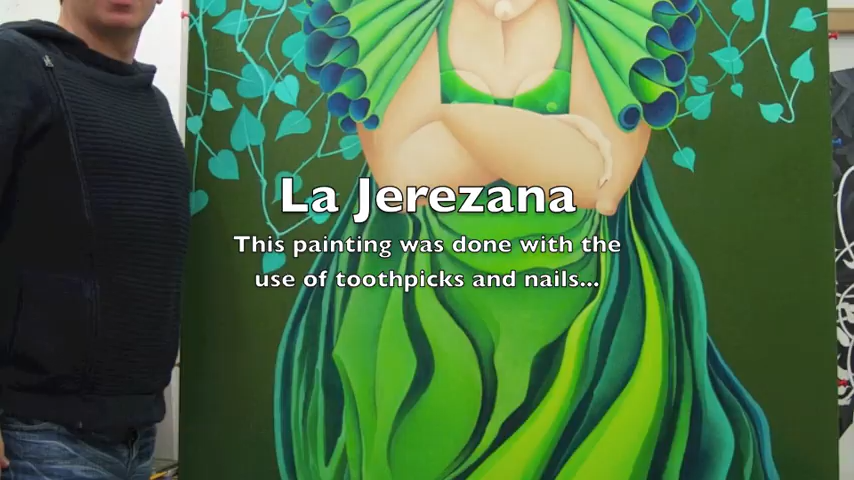 La Jerezana
This painting was done with the
use of toothpicks and nails...